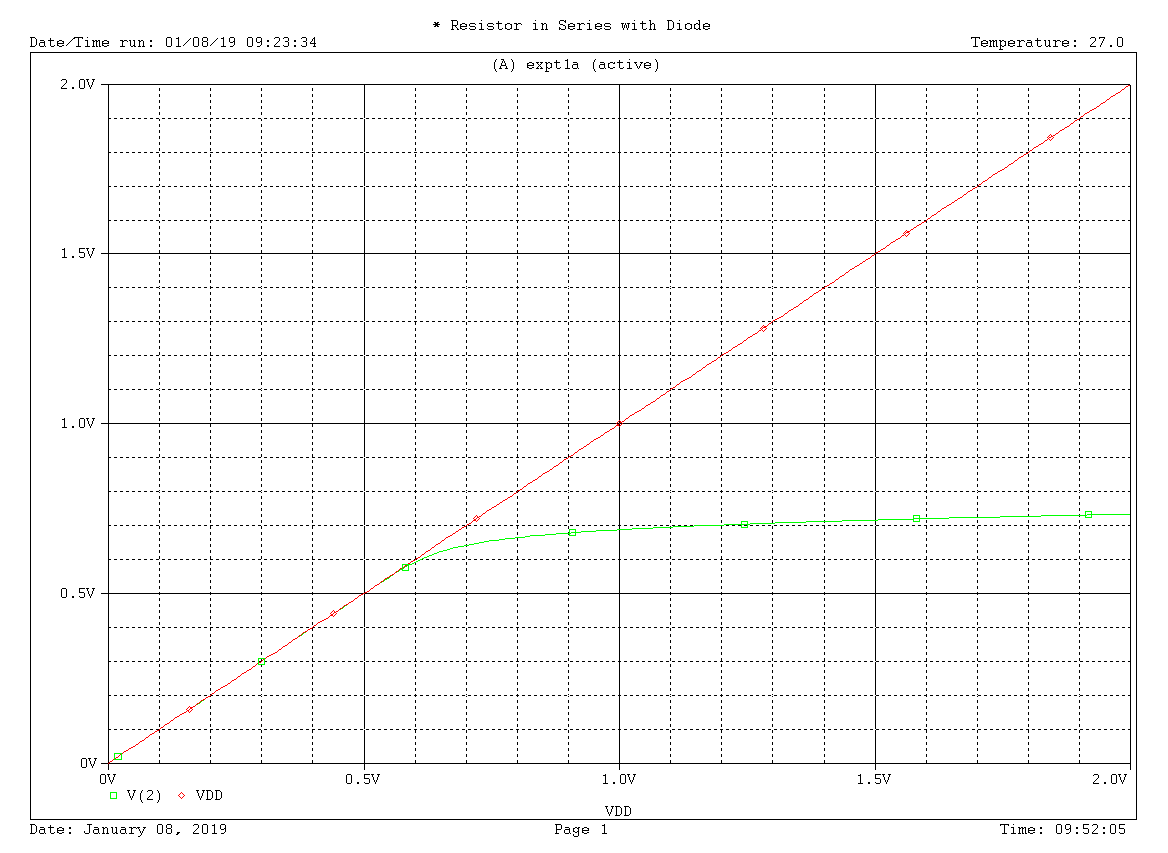 * Resistor in Series with Diode
Date/Time run: 01/08/19 09:23:34 Temperature: 27.0
(A) expt1a (active)
2.0V
1.5V
1.0V
0.5V
0V
0V 0.5V 1.0V 1.5V 2.0V
V(2) VDD
VDD
Date: January 08, 2019 Page 1 Time: 09:52:05